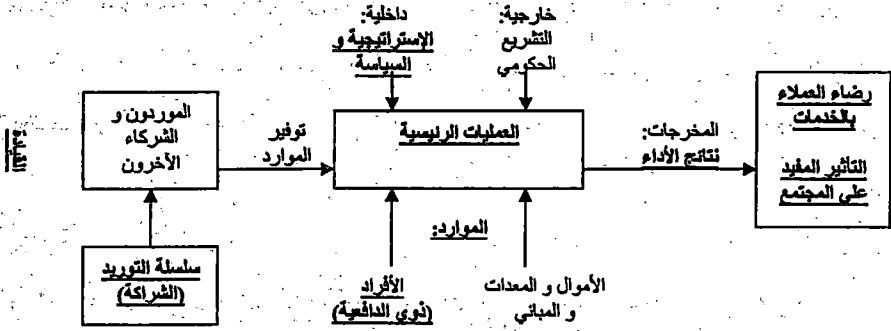 داخلية:
الإستراتيجية و
السياسة
خارجية:
التشريع
الحكومي
رضاء العملاء
بالخدمات
التأثير المفيد
على المجتمع
المخرجات:
نتائج الأداء
العمليات الرئيسية
توفير
الموارد
الموردون و
الشركاء
الآخرون
القيادة
الموارد:
سلسلة التوريد
(الشراكة)
الأفراد
(ذوي الدافعية)
الأموال و المعدات
و المباني